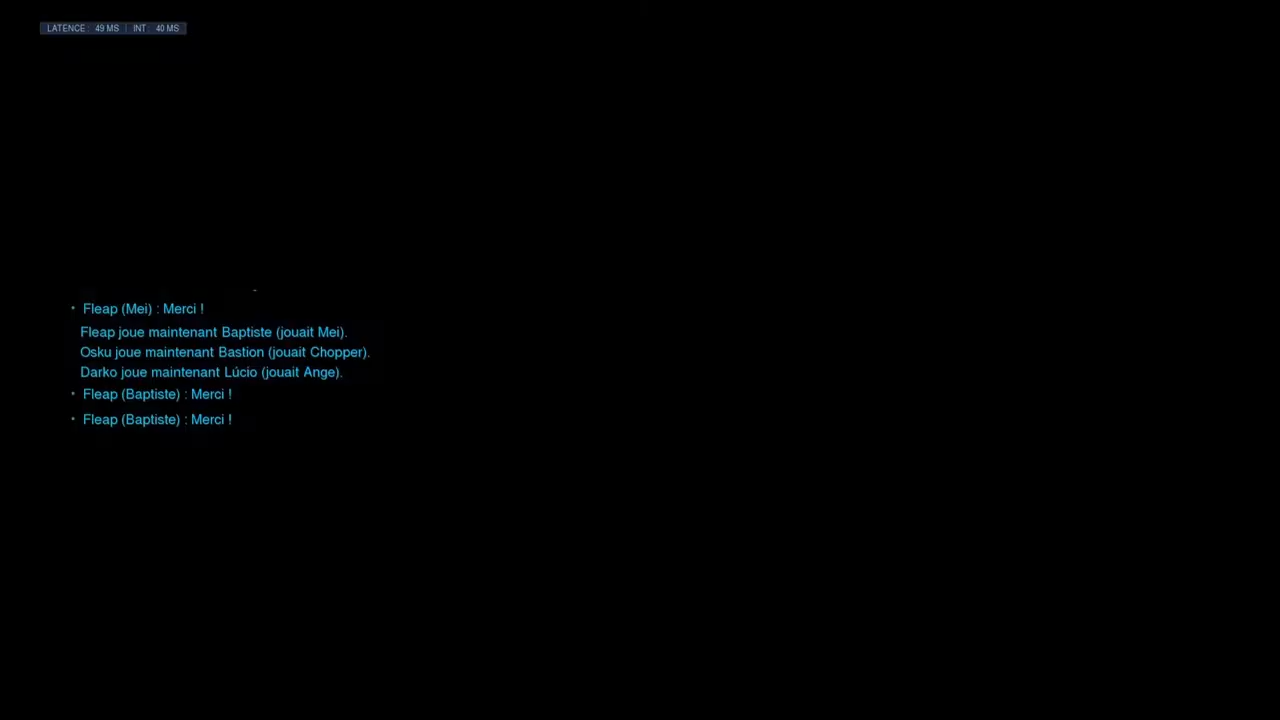 LATENCE : 49 MS | INT : 40 MS
• Fleap (Mei) : Merci !
Fleap joue maintenant Baptiste (jouait Mei).
Osku joue maintenant Bastion (jouait Chopper).
Darko joue maintenant Lúcio (jouait Ange).
• Fleap (Baptiste) : Merci !
• Fleap (Baptiste) : Merci !